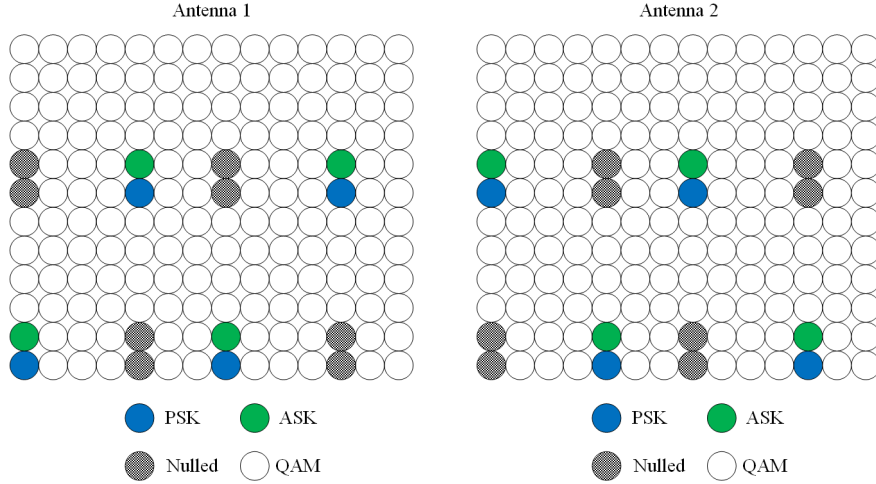 Antenna 1
Antenna 2
PSK
ASK
PSK
ASK
Nulled
QAM
Nulled
QAM